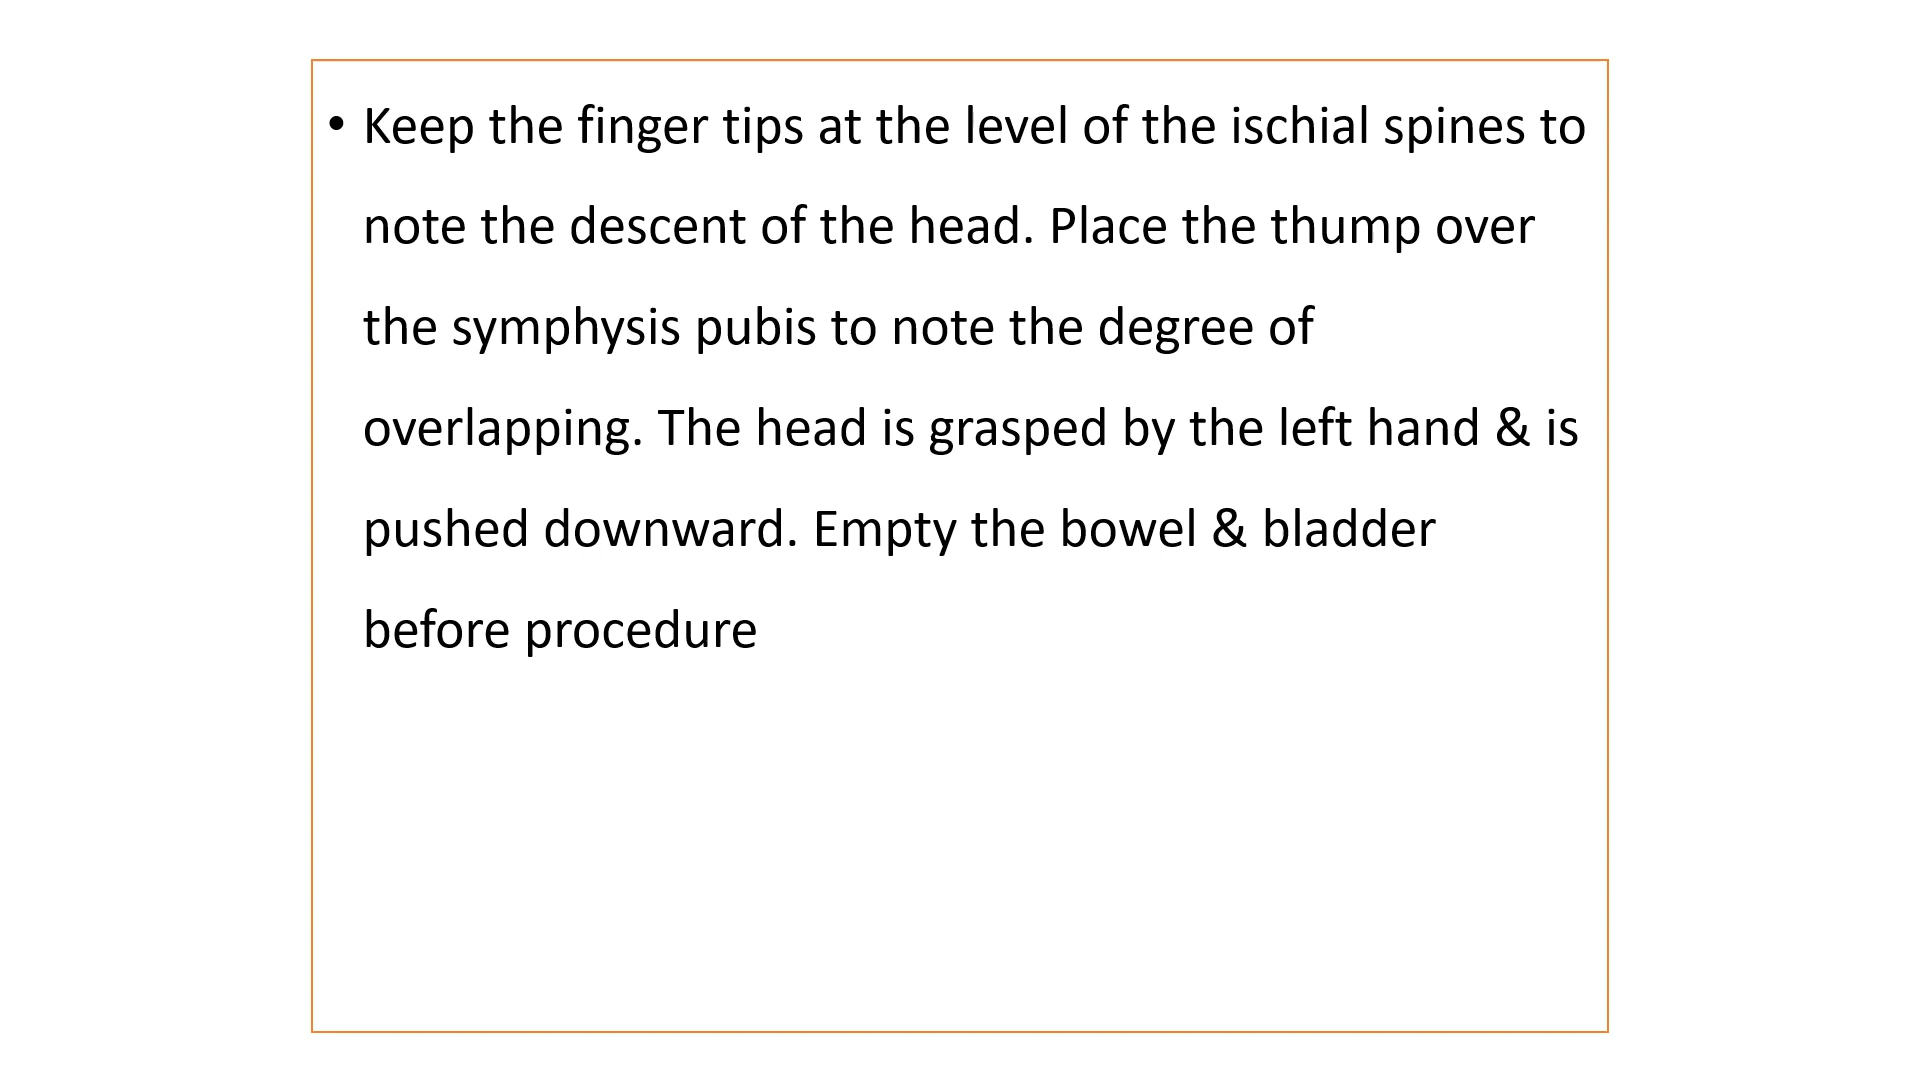 • Keep the finger tips at the level of the ischial spines to
note the descent of the head. Place the thump over
the symphysis pubis to note the degree of
overlapping. The head is grasped by the left hand & is
pushed downward. Empty the bowel & bladder
before procedure